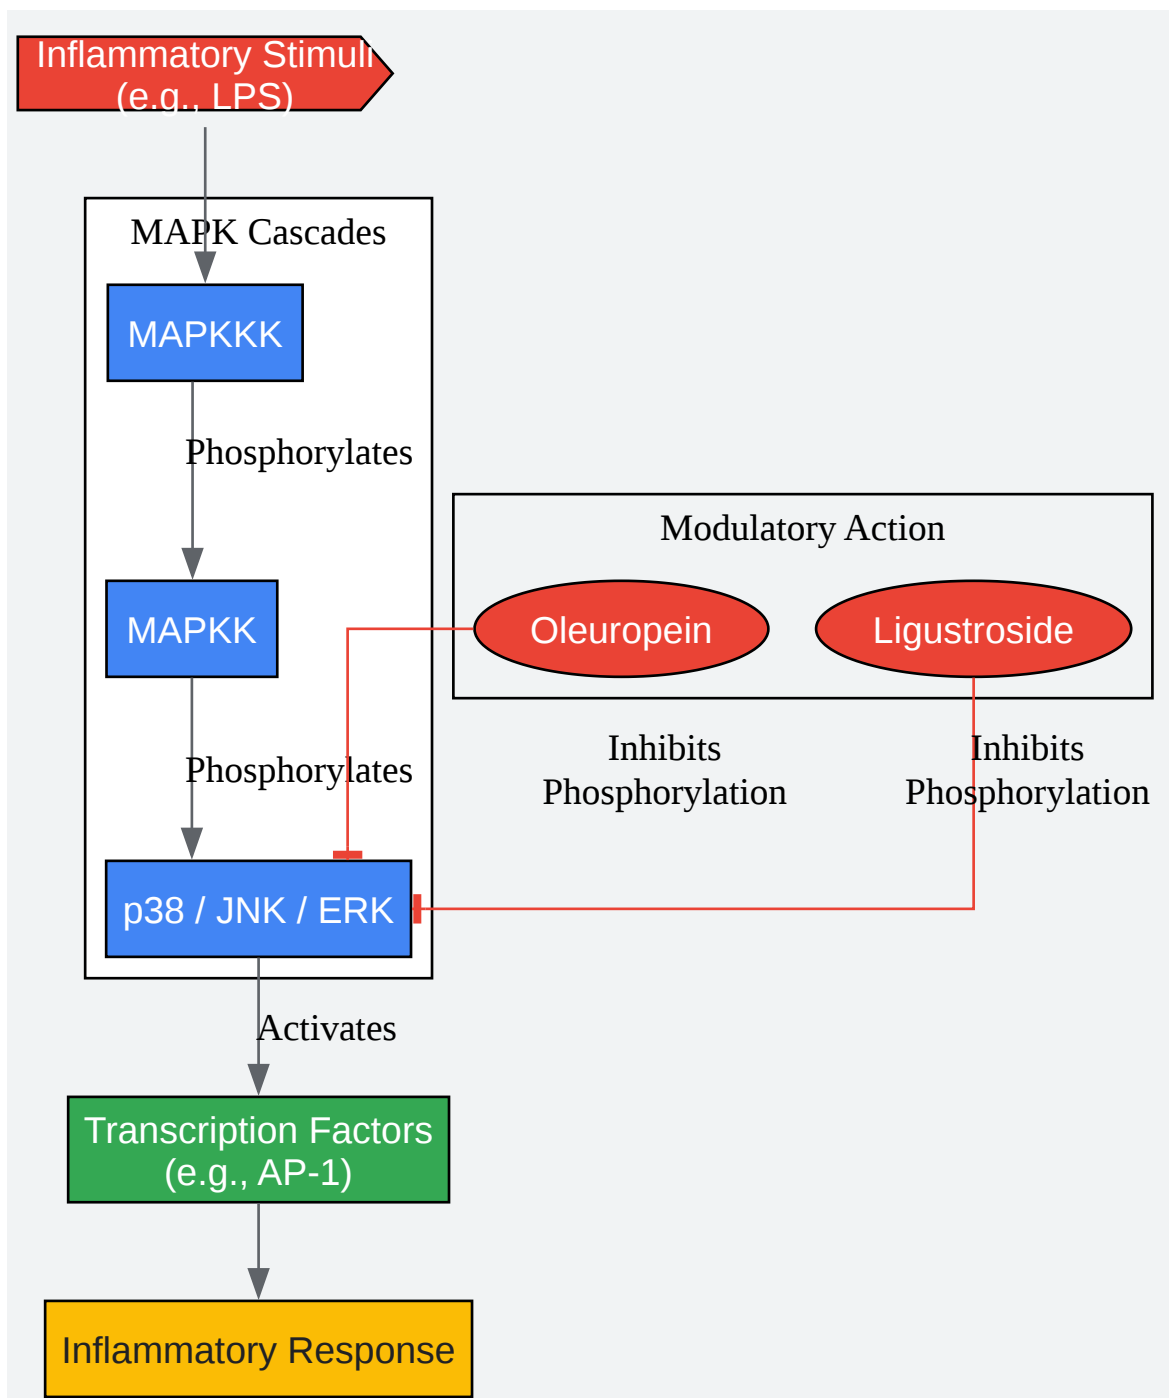 Inflammatory Stimuli
(e.g., LPS)
MAPK Cascades
MAPKKK
Phosphorylates
Modulatory Action
MAPKK
Oleuropein
Ligustroside
Phosphorylates
Inhibits
Phosphorylation
Inhibits
Phosphorylation
p38 / JNK / ERK
Activates
Transcription Factors
(e.g., AP-1)
Inflammatory Response